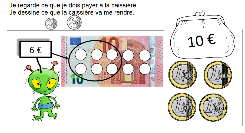 Je regarde ce que je dois payer à la caissière.
Je dessine ce que la caissière va me rendre.
6 €
10 €
10